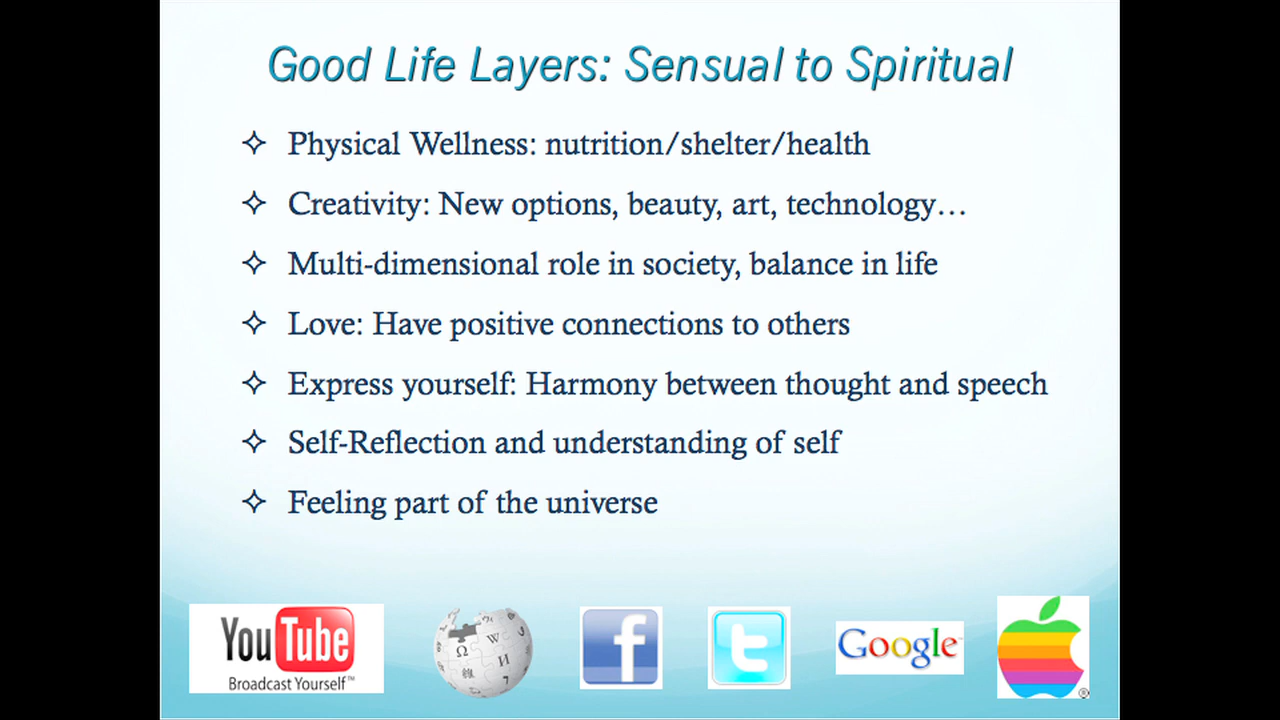 Good Life Layers: Sensual to Spiritual
Physical Wellness: nutrition/shelter/health
Creativity: New options, beauty, art, technology…
Multi-dimensional role in society, balance in life
Love: Have positive connections to others
Express yourself: Harmony between thought and speech
Self-Reflection and understanding of self
Feeling part of the universe
YouTube
Broadcast Yourself™
Ω W И
f
t
Google™
®